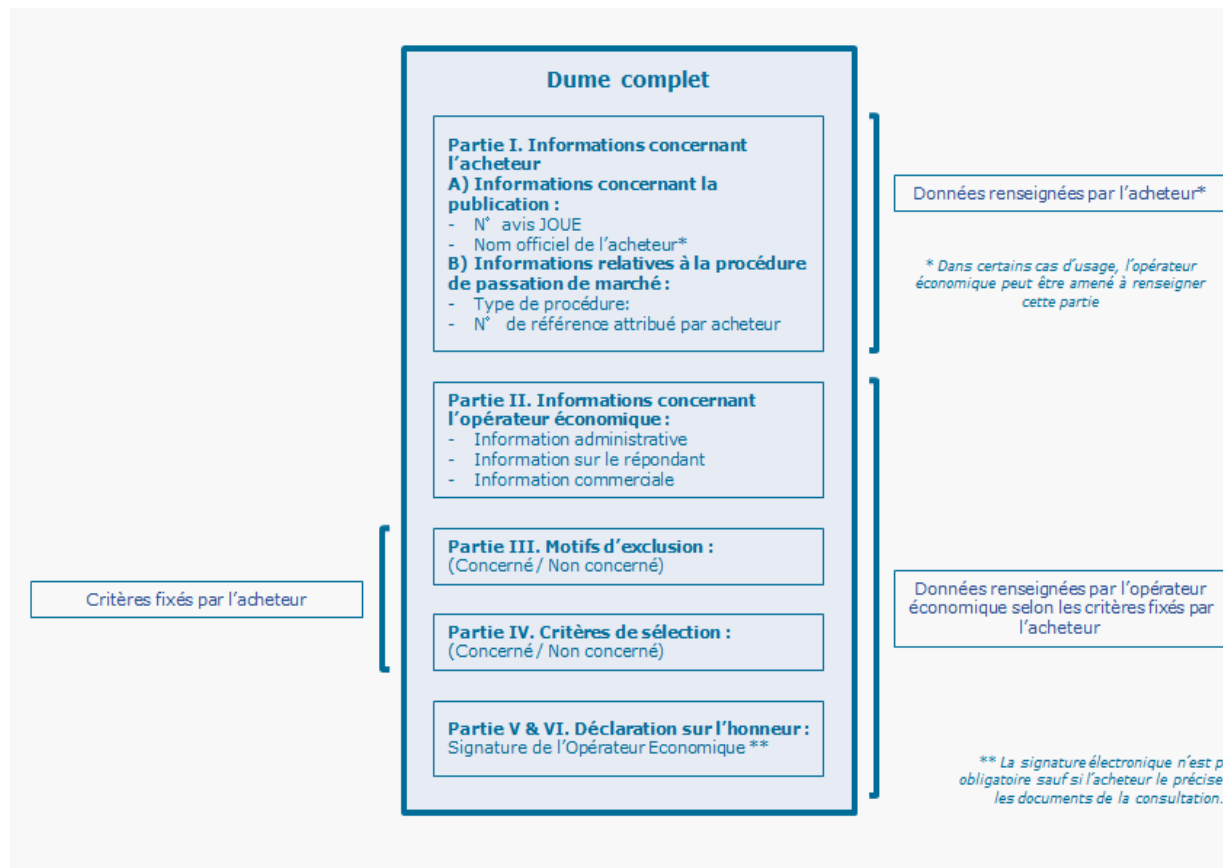 Dume complet
Partie I. Informations concernant
l'acheteur
A) Informations concernant la
publication :
- N° avis JOUE
- Nom officiel de l'acheteur*
B) Informations relatives à la procédure
de passation de marché :
- Type de procédure:
- N° de référence attribué par acheteur
Données renseignées par l'acheteur*
* Dans certains cas d'usage, l'opérateur
économique peut être amené à renseigner
cette partie
Partie II. Informations concernant
l'opérateur économique :
- Information administrative
- Information sur le répondant
- Information commerciale
Partie III. Motifs d'exclusion :
(Concerné / Non concerné)
Critères fixés par l'acheteur
Partie IV. Critères de sélection :
(Concerné / Non concerné)
Données renseignées par l'opérateur
économique selon les critères fixés par
l'acheteur
Partie V & VI. Déclaration sur l'honneur :
Signature de l'Opérateur Economique **
** La signature électronique n'est p
obligatoire sauf si l'acheteur le précise
les documents de la consultation.